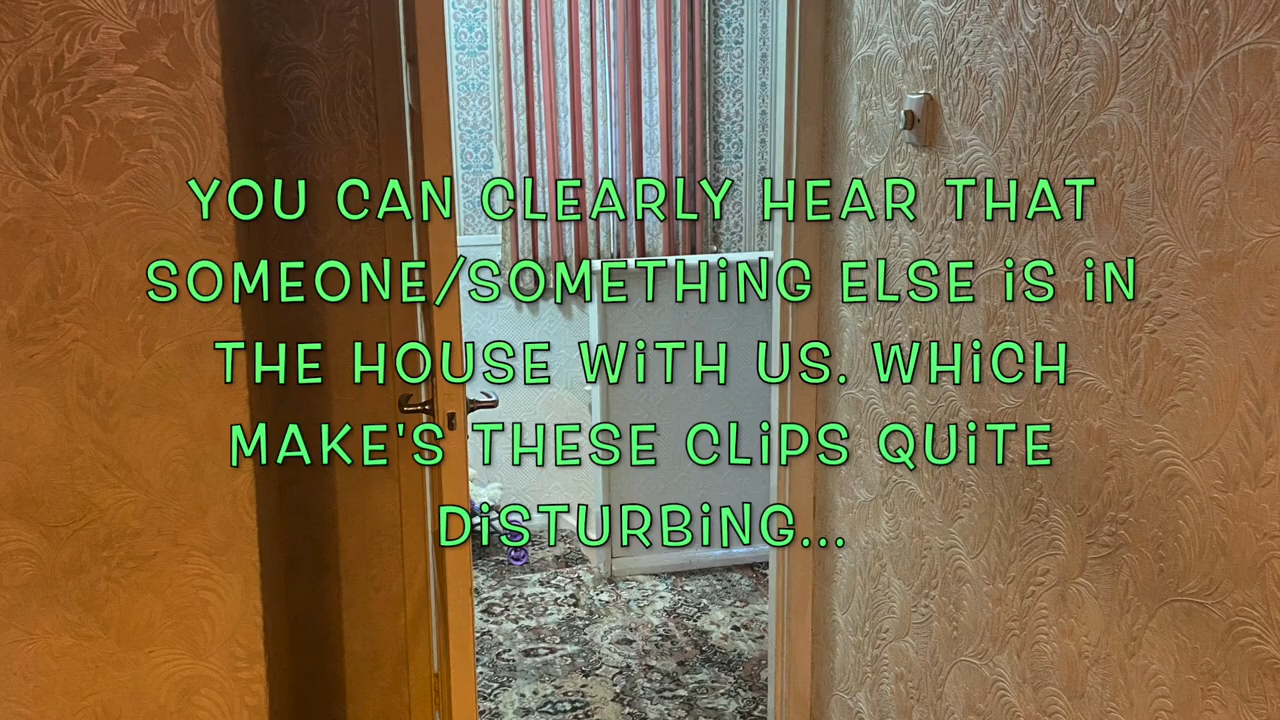 YOU CAN CLEARLY HEAR THAT
SOMEONE/SOMETHiNG ELSE iS iN
THE HOUSE WiTH US. WHiCH
MAKE'S THESE CLiPS QUiTE
DiSTURBiNG...